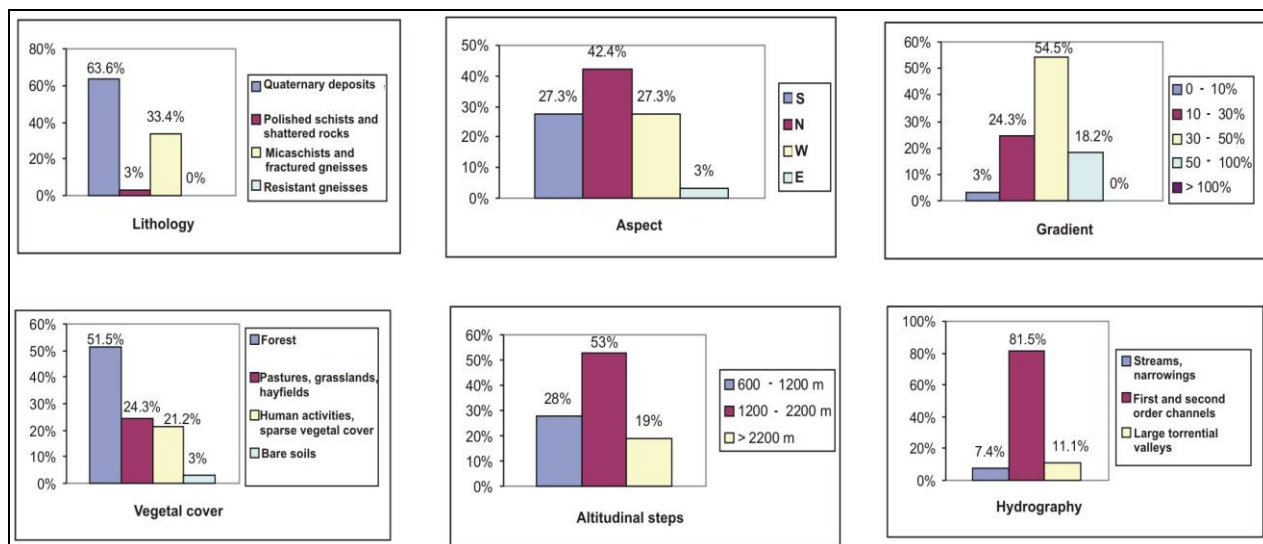 80%
60%
40%
20%
0%
63.6%
3%
33.4%
0%
Quaternary deposits
Polished schists and
shattered rocks
Micaschists and
fractured gneisses
Resistant gneisses
Lithology
50%
40%
30%
20%
10%
0%
27.3%
42.4%
27.3%
3%
S
N
W
E
Aspect
60%
50%
40%
30%
20%
10%
0%
3%
24.3%
54.5%
18.2%
0%
0 - 10%
10 - 30%
30 - 50%
50 - 100%
> 100%
Gradient
60%
50%
40%
30%
20%
10%
0%
51.5%
24.3%
21.2%
3%
Forest
Pastures, grasslands,
hayfields
Human activities,
sparse vegetal cover
Bare soils
Vegetal cover
60%
50%
40%
30%
20%
10%
0%
28%
53%
19%
600 - 1200 m
1200 - 2200 m
> 2200 m
Altitudinal steps
100%
80%
60%
40%
20%
0%
7.4%
81.5%
11.1%
Streams,
narrowings
First and second
order channels
Large torrential
valleys
Hydrography